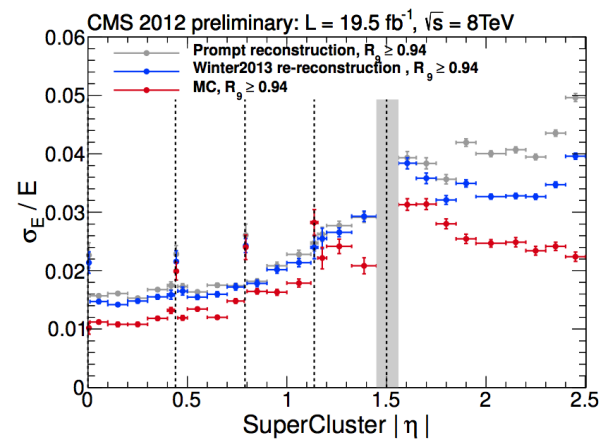 CMS 2012 preliminary: L = 19.5 fb⁻¹, √s = 8TeV
Prompt reconstruction, R₉ ≥ 0.94
Winter2013 re-reconstruction , R₉ ≥ 0.94
MC, R₉ ≥ 0.94
σ_E / E
0.06
0.05
0.04
0.03
0.02
0.01
0
0 0.5 1 1.5 2 2.5
SuperCluster | η |